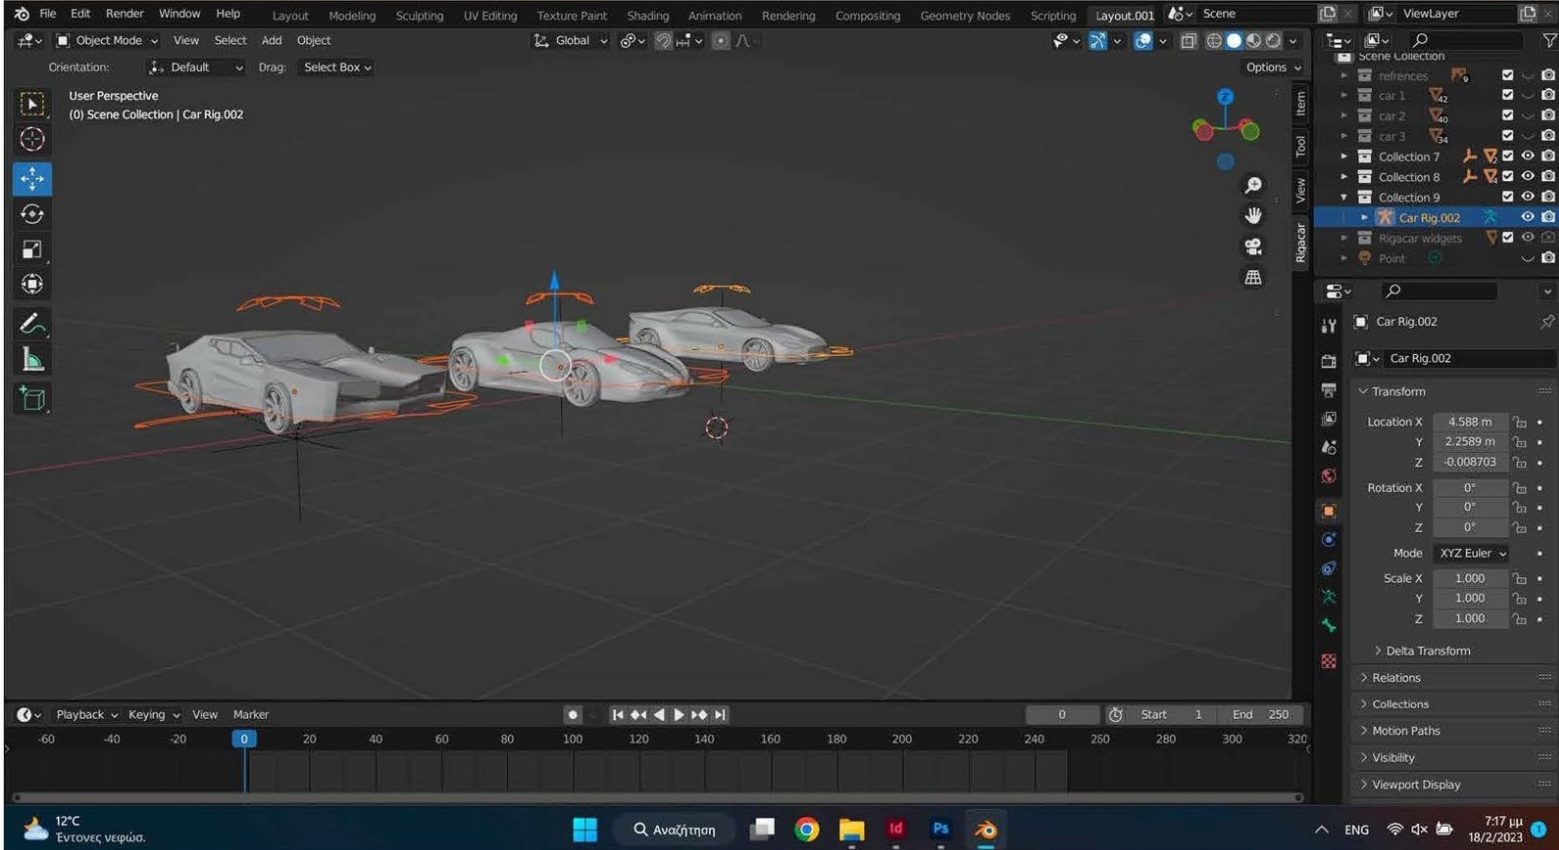 File Edit Render Window Help Layout Modeling Sculpting UV Editing Texture Paint Shading Animation Rendering Compositing Geometry Nodes Scripting Layout.001 Scene ViewLayer
Object Mode View Select Add Object Global
Orientation: Default Drag: Select Box Options
User Perspective
(0) Scene Collection | Car Rig.002
Z
Item
Tool
View
Rigacar
Scene Collection
refrences 9
car 1 42
car 2 40
car 3 34
Collection 7
Collection 8
Collection 9
Car Rig.002
Rigacar widgets
Point
Car Rig.002
Car Rig.002
Transform
Location X 4.588 m
Y 2.2589 m
Z -0.008703
Rotation X 0°
Y 0°
Z 0°
Mode XYZ Euler
Scale X 1.000
Y 1.000
Z 1.000
Delta Transform
Relations
Collections
Motion Paths
Visibility
Viewport Display
Playback Keying View Marker 0 Start 1 End 250
-60 -40 -20 0 20 40 60 80 100 120 140 160 180 200 220 240 260 280 300 320
12°C
Έντονες νεφώσ.
Αναζήτηση
Id
Ps
ENG
7:17 μμ
18/2/2023
1